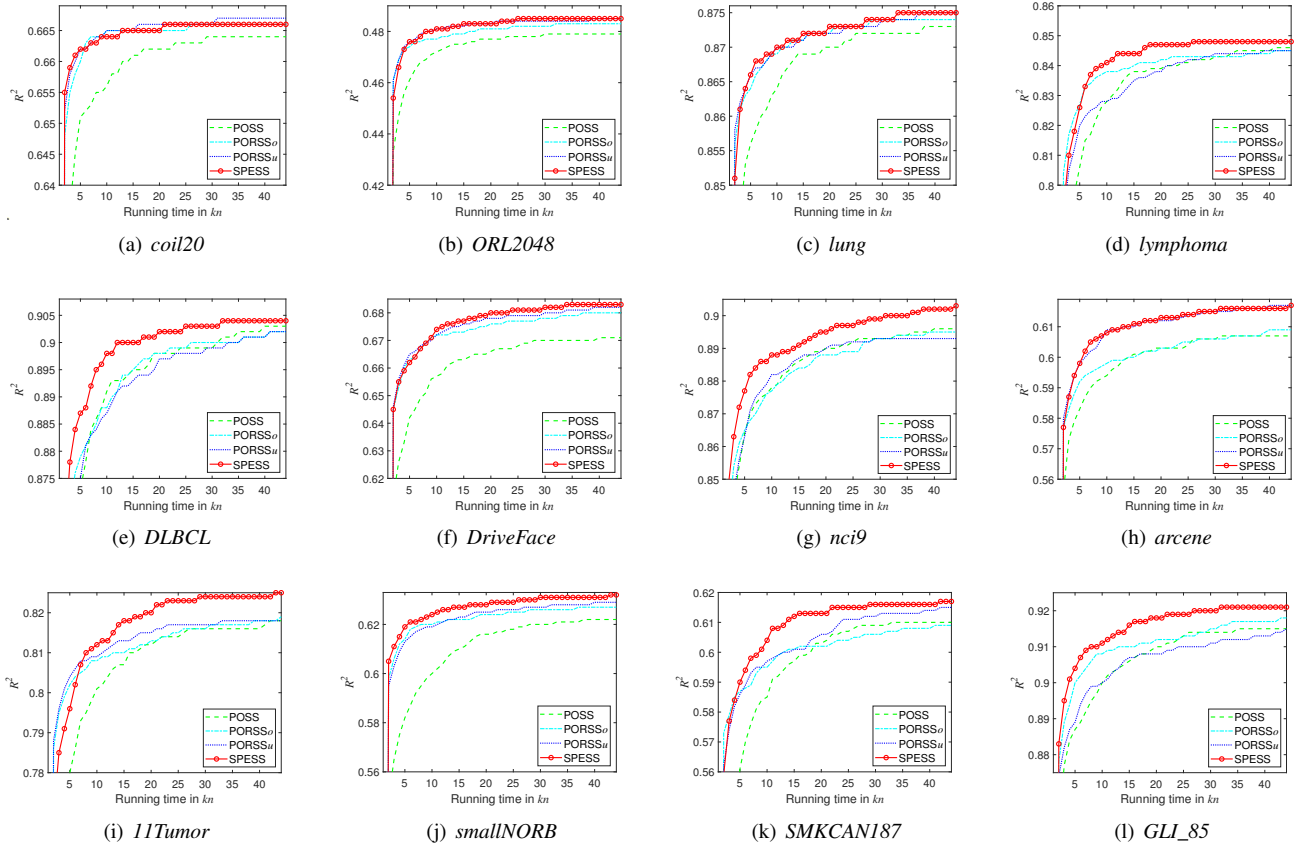 0.665
0.66
0.655
0.65
0.645
0.64
R²
5 10 15 20 25 30 35 40
Running time in kn
POSS
PORSSo
PORSSu
SPESS
(a) coil20
0.48
0.46
0.44
0.42
R²
5 10 15 20 25 30 35 40
Running time in kn
POSS
PORSSo
PORSSu
SPESS
(b) ORL2048
0.875
0.87
0.865
0.86
0.855
0.85
R²
5 10 15 20 25 30 35 40
Running time in kn
POSS
PORSSo
PORSSu
SPESS
(c) lung
0.86
0.85
0.84
0.83
0.82
0.81
0.8
R²
5 10 15 20 25 30 35 40
Running time in kn
POSS
PORSSo
PORSSu
SPESS
(d) lymphoma
0.905
0.9
0.895
0.89
0.885
0.88
0.875
R²
5 10 15 20 25 30 35 40
Running time in kn
POSS
PORSSo
PORSSu
SPESS
(e) DLBCL
0.68
0.67
0.66
0.65
0.64
0.63
0.62
R²
5 10 15 20 25 30 35 40
Running time in kn
POSS
PORSSo
PORSSu
SPESS
(f) DriveFace
0.9
0.89
0.88
0.87
0.86
0.85
R²
5 10 15 20 25 30 35 40
Running time in kn
POSS
PORSSo
PORSSu
SPESS
(g) nci9
0.61
0.6
0.59
0.58
0.57
0.56
R²
5 10 15 20 25 30 35 40
Running time in kn
POSS
PORSSo
PORSSu
SPESS
(h) arcene
0.82
0.81
0.8
0.79
0.78
R²
5 10 15 20 25 30 35 40
Running time in kn
POSS
PORSSo
PORSSu
SPESS
(i) 11Tumor
0.62
0.6
0.58
0.56
R²
5 10 15 20 25 30 35 40
Running time in kn
POSS
PORSSo
PORSSu
SPESS
(j) smallNORB
0.62
0.61
0.6
0.59
0.58
0.57
0.56
R²
5 10 15 20 25 30 35 40
Running time in kn
POSS
PORSSo
PORSSu
SPESS
(k) SMKCAN187
0.92
0.91
0.9
0.89
0.88
R²
5 10 15 20 25 30 35 40
Running time in kn
POSS
PORSSo
PORSSu
SPESS
(l) GLI_85